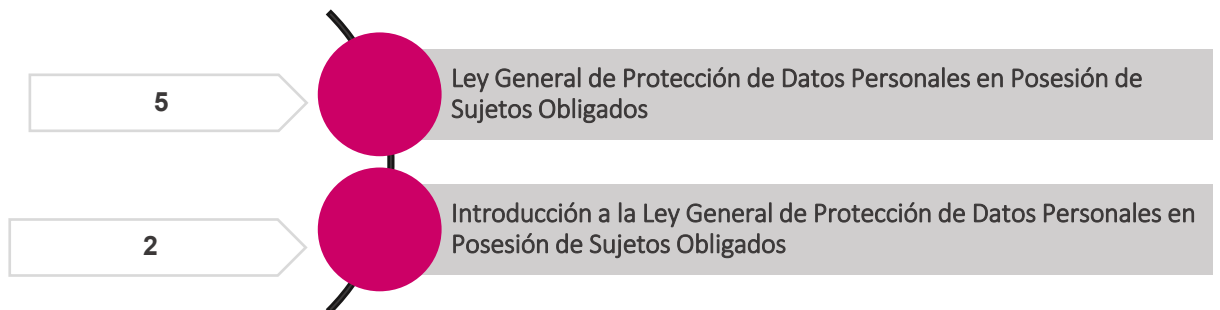 5
Ley General de Protección de Datos Personales en Posesión de
Sujetos Obligados
2
Introducción a la Ley General de Protección de Datos Personales en
Posesión de Sujetos Obligados